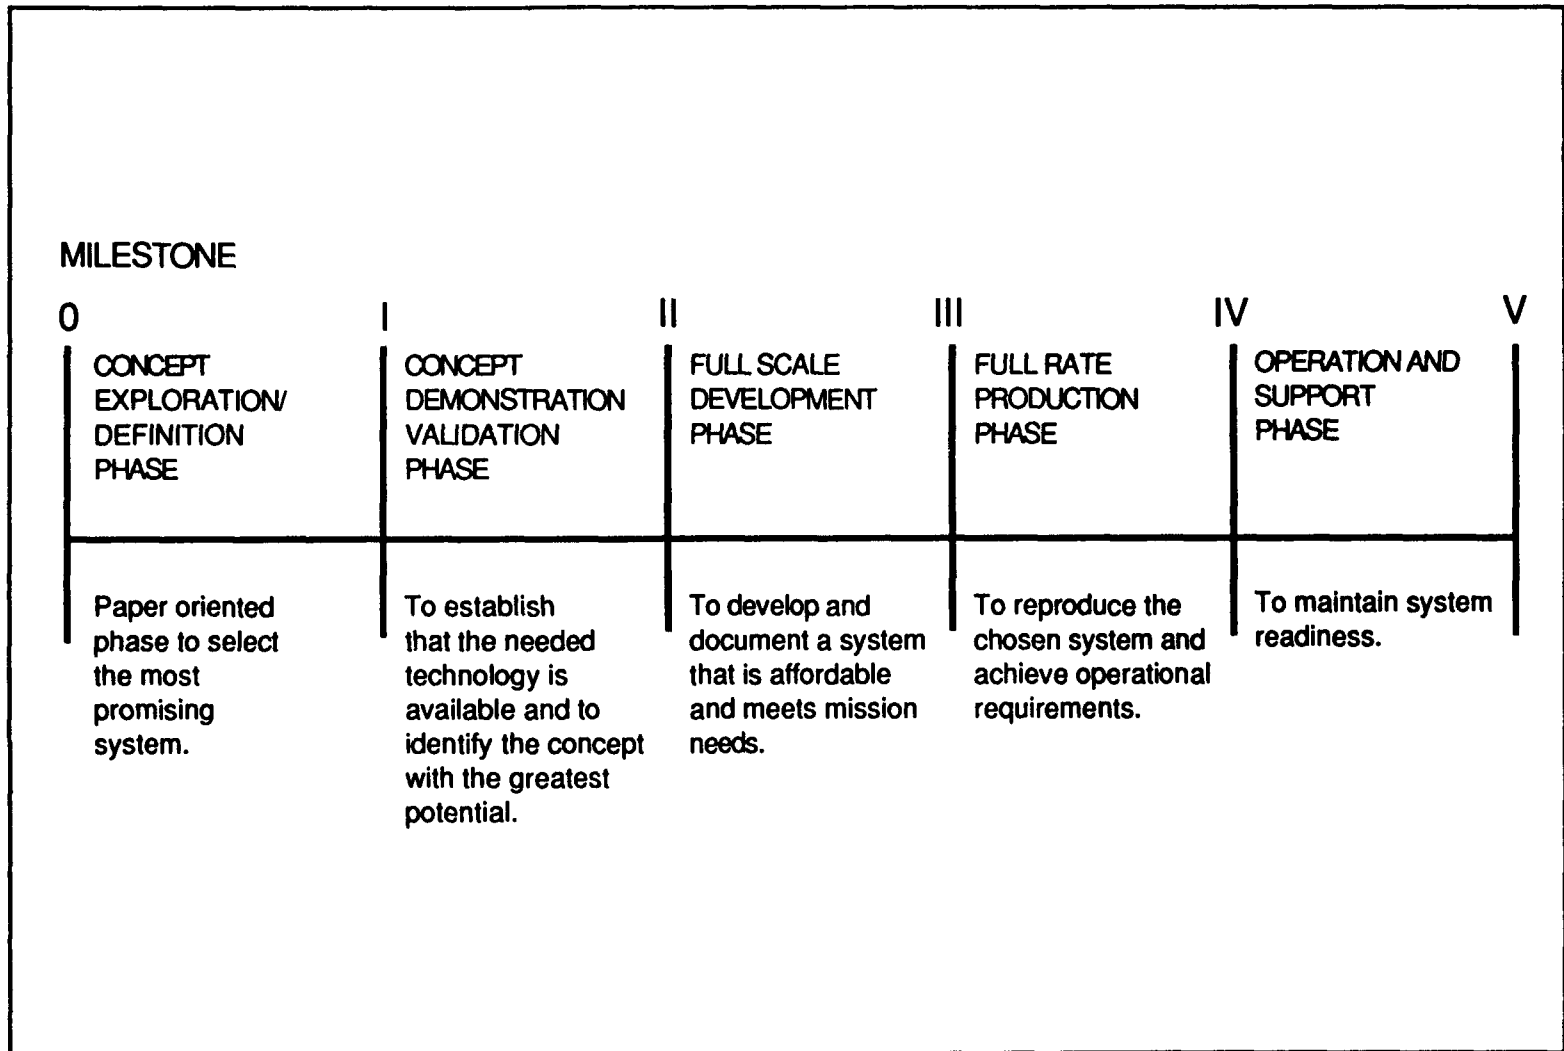 MILESTONE
0 I II III IV V
CONCEPT
EXPLORATION/
DEFINITION
PHASE
CONCEPT
DEMONSTRATION
VALIDATION
PHASE
FULL SCALE
DEVELOPMENT
PHASE
FULL RATE
PRODUCTION
PHASE
OPERATION AND
SUPPORT
PHASE
Paper oriented
phase to select
the most
promising
system.
To establish
that the needed
technology is
available and to
identify the concept
with the greatest
potential.
To develop and
document a system
that is affordable
and meets mission
needs.
To reproduce the
chosen system and
achieve operational
requirements.
To maintain system
readiness.